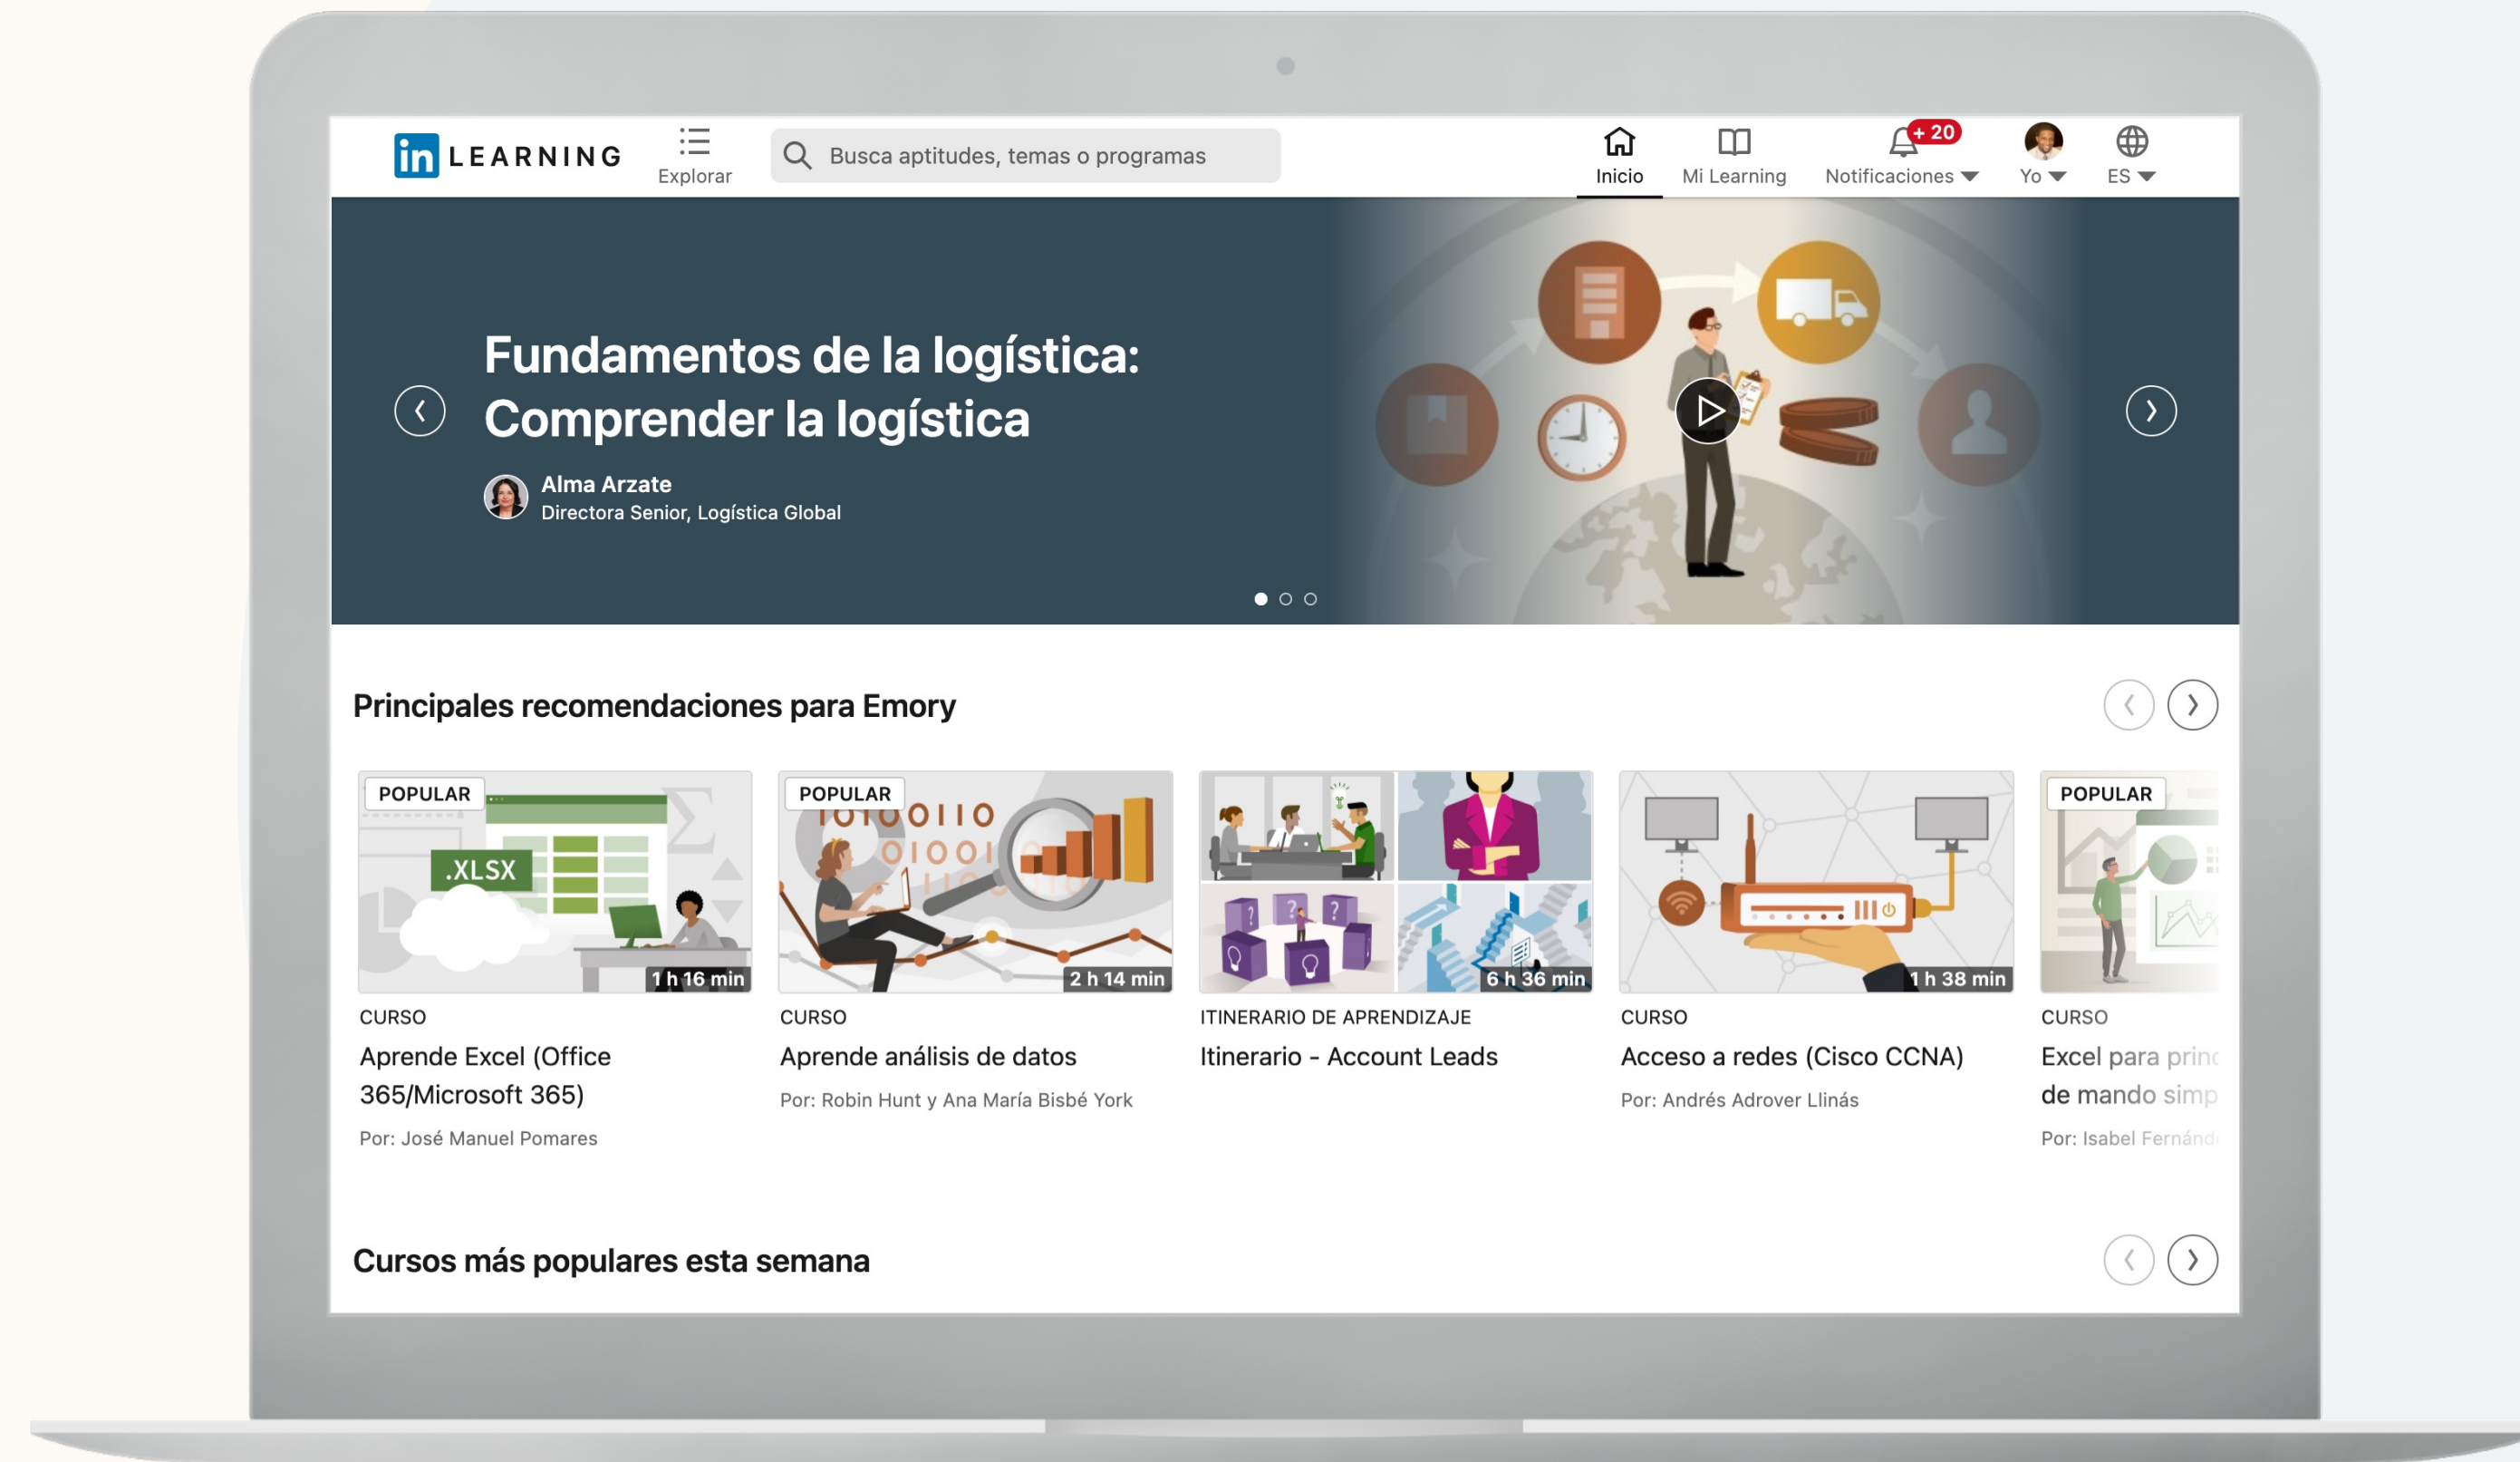 in LEARNING
Explorar
Busca aptitudes, temas o programas
Inicio
Mi Learning
+ 20
Notificaciones
Yo
ES
Fundamentos de la logística:
Comprender la logística
Alma Arzate
Directora Senior, Logística Global
Principales recomendaciones para Emory
POPULAR
.XLSX
1 h 16 min
CURSO
Aprende Excel (Office
365/Microsoft 365)
Por: José Manuel Pomares
POPULAR
2 h 14 min
CURSO
Aprende análisis de datos
Por: Robin Hunt y Ana María Bisbé York
6 h 36 min
ITINERARIO DE APRENDIZAJE
Itinerario - Account Leads
1 h 38 min
CURSO
Acceso a redes (Cisco CCNA)
Por: Andrés Adrover Llinás
POPULAR
CURSO
Excel para
de mando
Por: Isabel
Cursos más populares esta semana